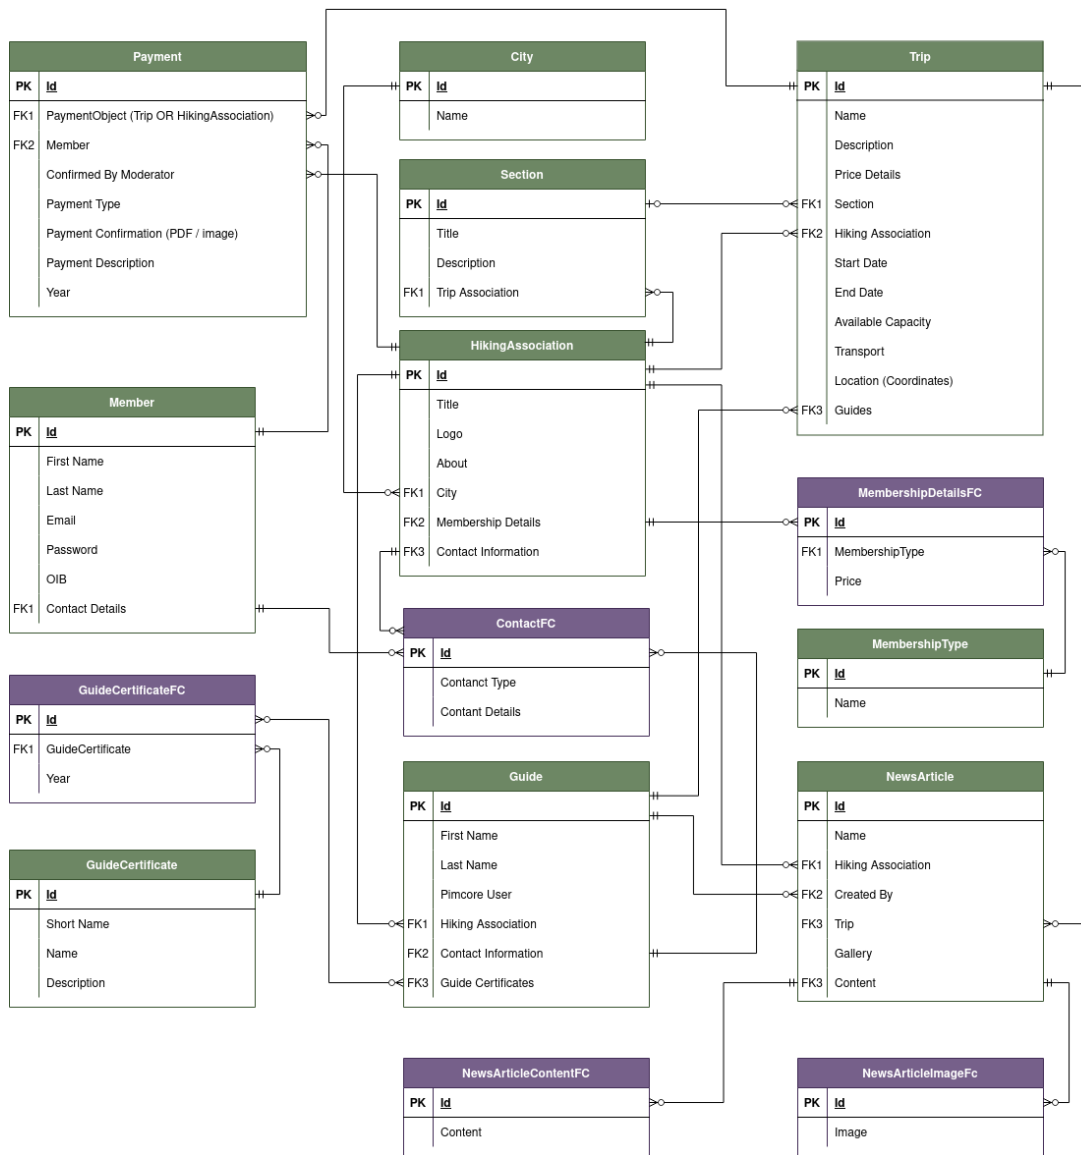 Payment
PK Id
FK1 PaymentObject (Trip OR HikingAssociation)
FK2 Member
Confirmed By Moderator
Payment Type
Payment Confirmation (PDF / image)
Payment Description
Year
City
PK Id
Name
Section
PK Id
Title
Description
FK1 Trip Association
Trip
PK Id
Name
Description
Price Details
FK1 Section
FK2 Hiking Association
Start Date
End Date
Available Capacity
Transport
Location (Coordinates)
FK3 Guides
HikingAssociation
PK Id
Title
Logo
About
FK1 City
FK2 Membership Details
FK3 Contact Information
Member
PK Id
First Name
Last Name
Email
Password
OIB
FK1 Contact Details
MembershipDetailsFC
PK Id
FK1 MembershipType
Price
ContactFC
PK Id
Contanct Type
Contant Details
MembershipType
PK Id
Name
GuideCertificateFC
PK Id
FK1 GuideCertificate
Year
Guide
PK Id
First Name
Last Name
Pimcore User
FK1 Hiking Association
FK2 Contact Information
FK3 Guide Certificates
NewsArticle
PK Id
Name
FK1 Hiking Association
FK2 Created By
FK3 Trip
Gallery
FK3 Content
GuideCertificate
PK Id
Short Name
Name
Description
NewsArticleContentFC
PK Id
Content
NewsArticleImageFc
PK Id
Image